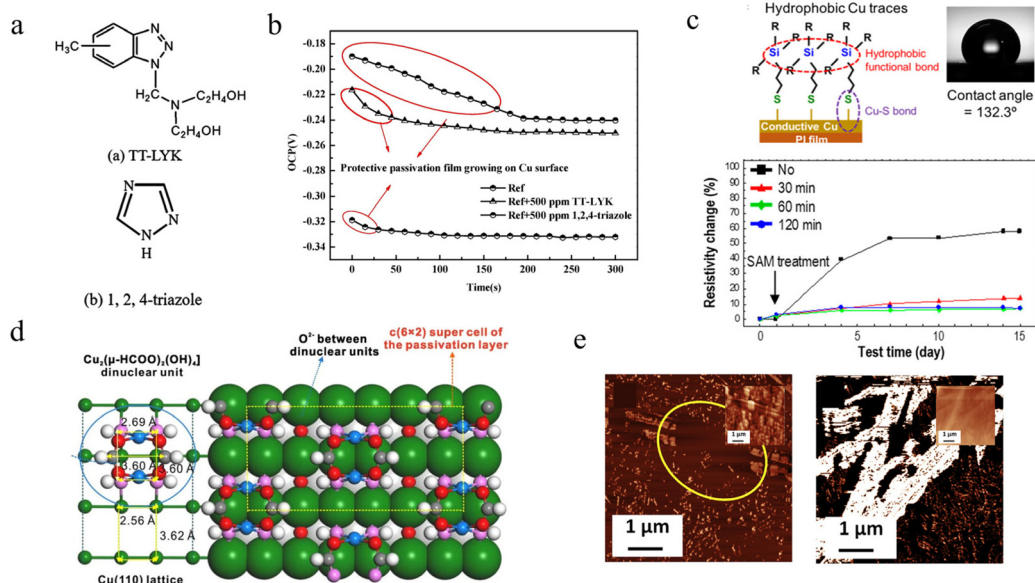 a
H₃C
N
N
N
H₂C
N
C₂H₄OH
C₂H₄OH
(a) TT-LYK
N
N
N
H
(b) 1, 2, 4-triazole
b
OCP(V)
-0.18
-0.20
-0.22
-0.24
-0.26
-0.28
-0.30
-0.32
-0.34
Protective passivation film growing on Cu surface
Ref
Ref+500 ppm TT-LYK
Ref+500 ppm 1,2,4-triazole
0 50 100 150 200 250 300
Time(s)
c
Hydrophobic Cu traces
R R R R
Si Si Si
R R R
Hydrophobic
functional bond
S S S
Cu-S bond
Conductive Cu
PI film
Contact angle
= 132.3°
Resistivity change (%)
100
90
80
70
60
50
40
30
20
10
0
No
30 min
60 min
120 min
SAM treatment
0 5 10 15
Test time (day)
d
Cu₂(μ-HCOO)₂(OH)₄]
dinuclear unit
O²⁻ between
dinuclear units
c(6×2) super cell of
the passivation layer
2.69 Å
3.60 Å
3.60 Å
2.56 Å
3.62 Å
Cu(110) lattice
e
1 μm
1 μm
1 μm
1 μm